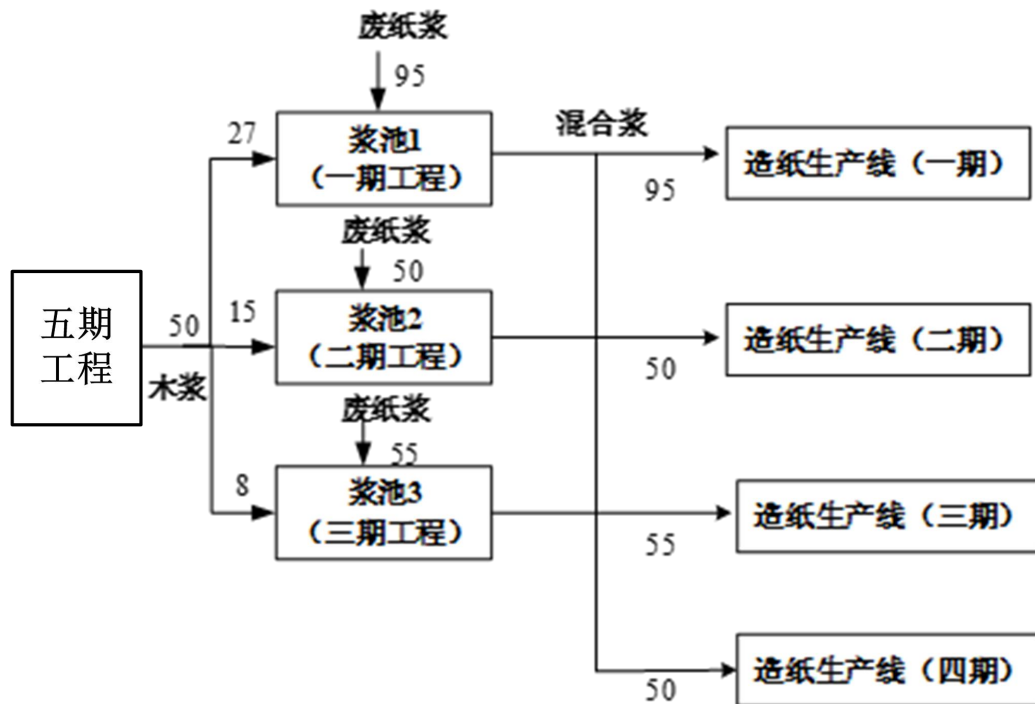 废纸浆
95
27
浆池1
（一期工程）
混合浆
95
造纸生产线（一期）
废纸浆
50
五期
工程
50
木浆
15
浆池2
（二期工程）
50
造纸生产线（二期）
废纸浆
55
8
浆池3
（三期工程）
55
造纸生产线（三期）
50
造纸生产线（四期）